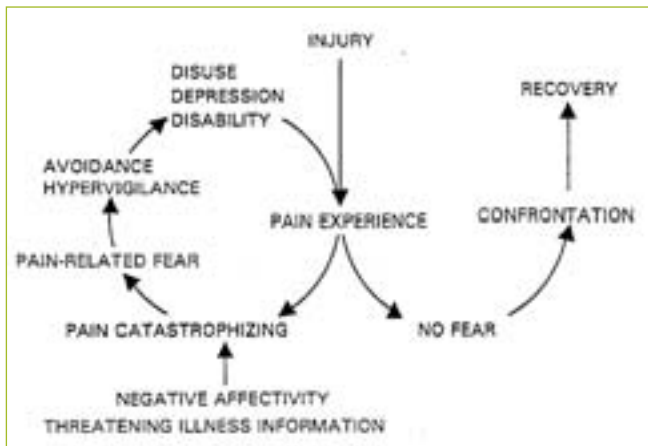 INJURY
DISUSE
DEPRESSION
DISABILITY
RECOVERY
AVOIDANCE
HYPERVIGILANCE
PAIN EXPERIENCE
CONFRONTATION
PAIN-RELATED FEAR
PAIN CATASTROPHIZING
NO FEAR
NEGATIVE AFFECTIVITY
THREATENING ILLNESS INFORMATION